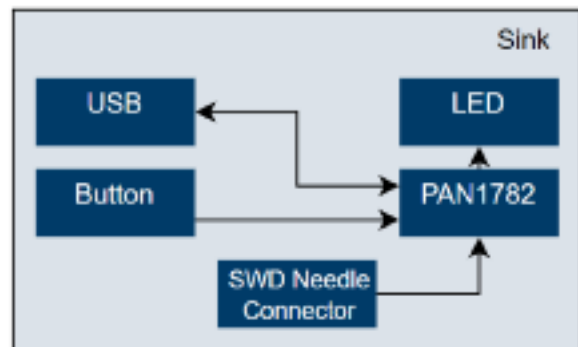 Sink
USB
LED
Button
PAN1782
SWD Needle
Connector